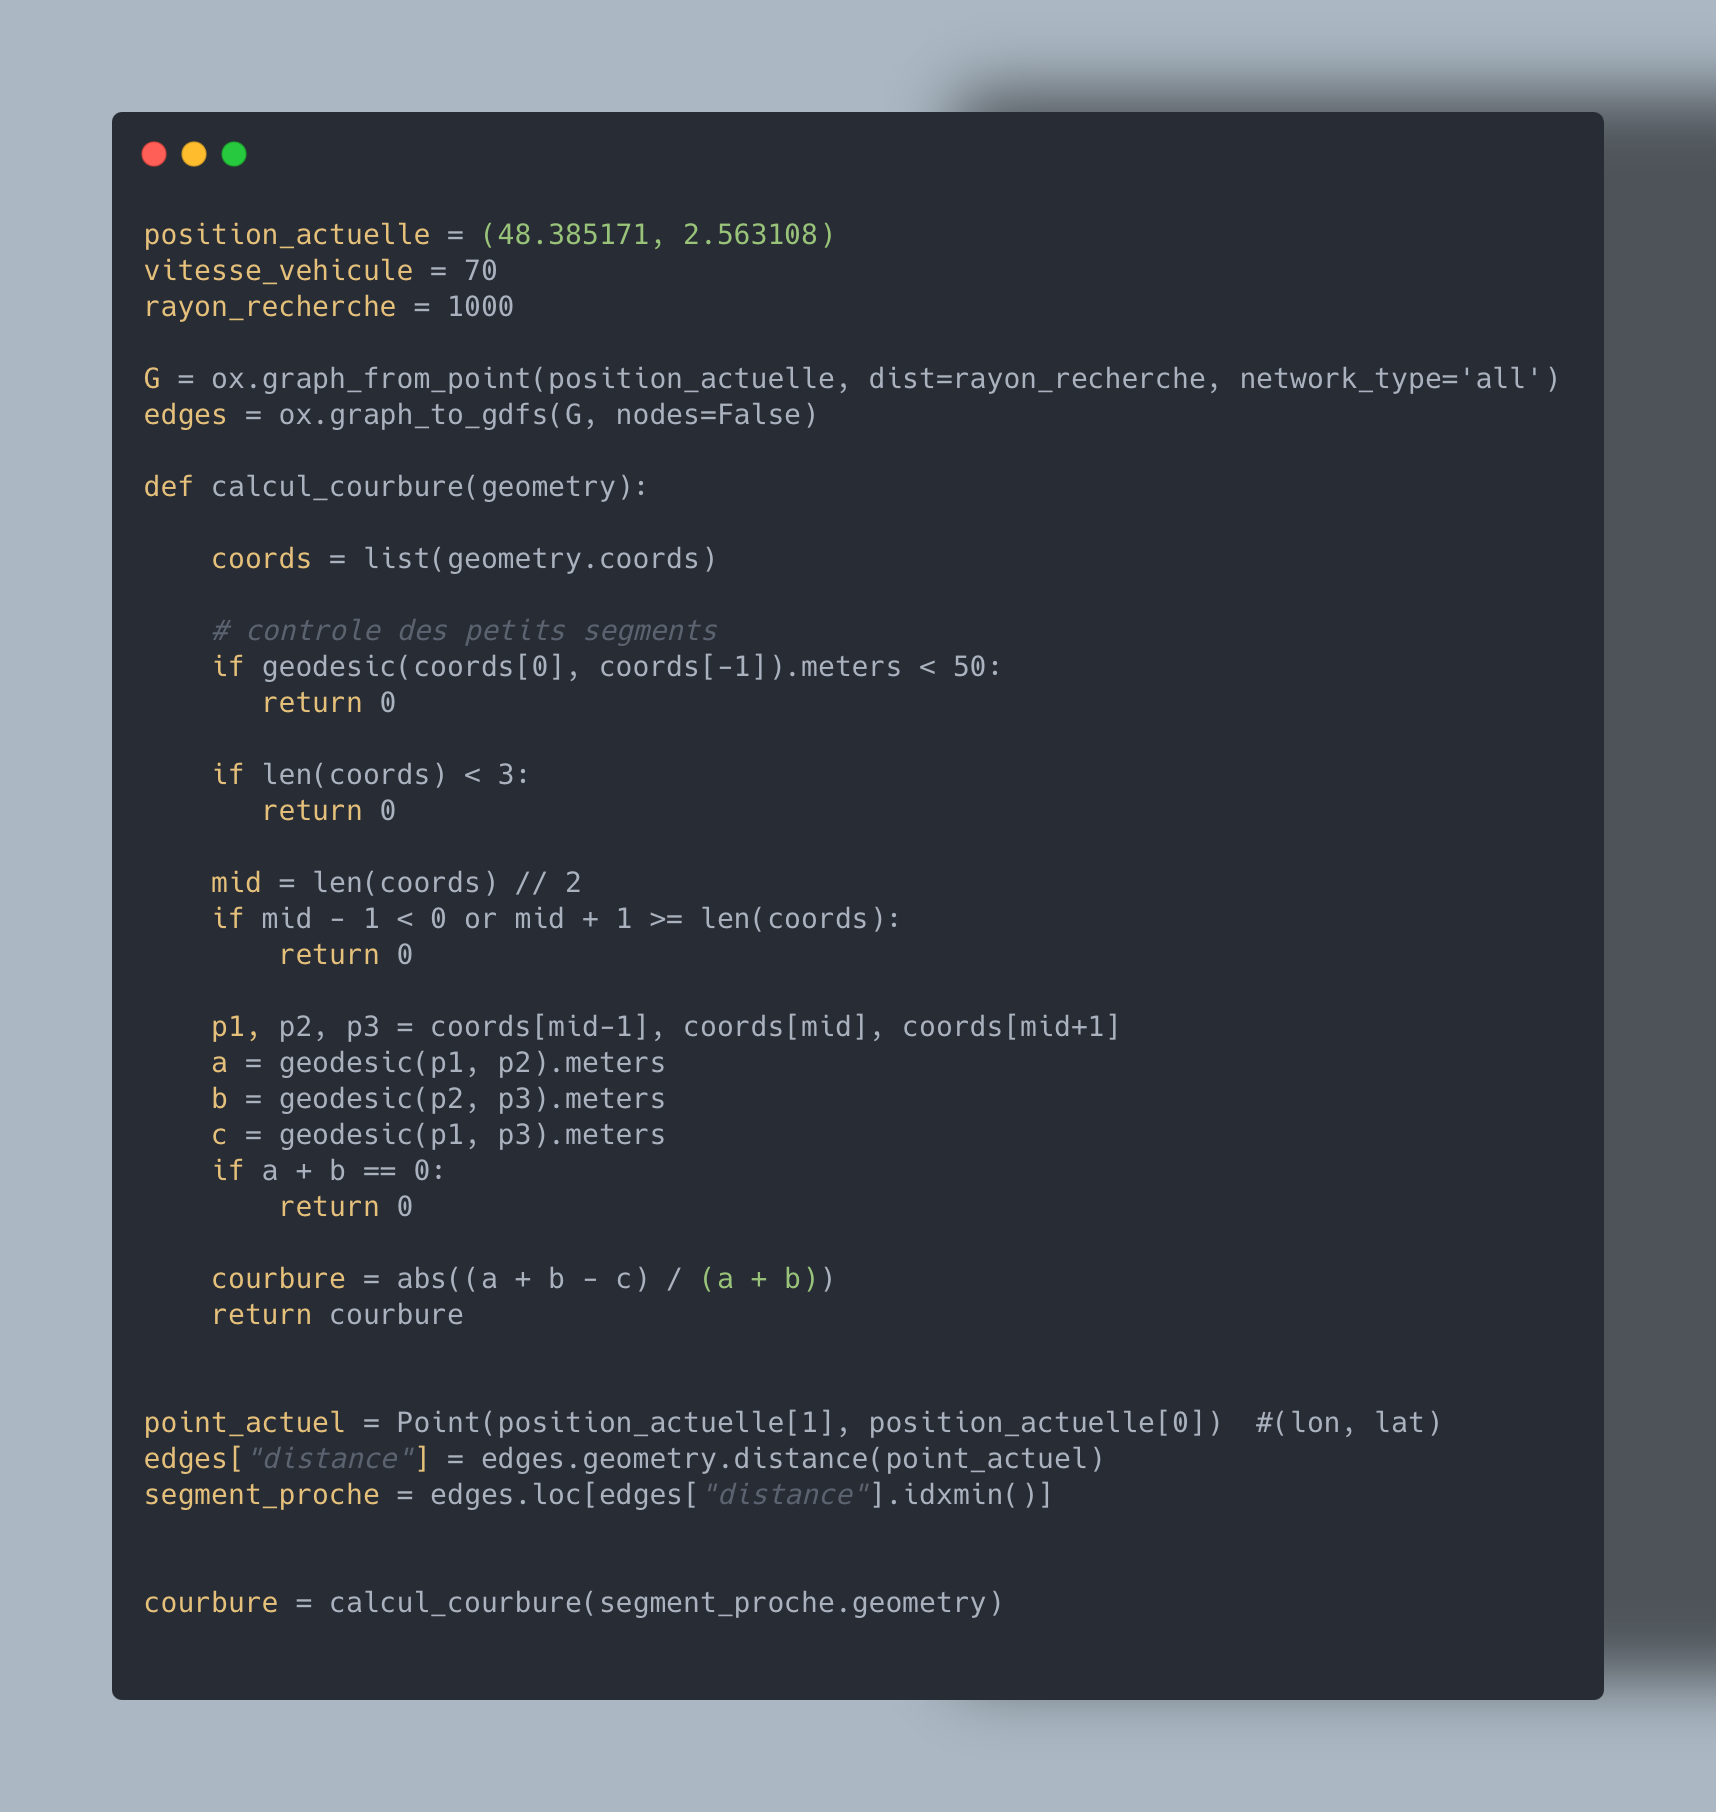 position_actuelle = (48.385171, 2.563108)
vitesse_vehicule = 70
rayon_recherche = 1000
G = ox.graph_from_point(position_actuelle, dist=rayon_recherche, network_type='all')
edges = ox.graph_to_gdfs(G, nodes=False)
def calcul_courbure(geometry):
    coords = list(geometry.coords)
    # controle des petits segments
    if geodesic(coords[0], coords[-1]).meters < 50:
       return 0
    if len(coords) < 3:
       return 0
    mid = len(coords) // 2
    if mid - 1 < 0 or mid + 1 >= len(coords):
        return 0
    p1, p2, p3 = coords[mid-1], coords[mid], coords[mid+1]
    a = geodesic(p1, p2).meters
    b = geodesic(p2, p3).meters
    c = geodesic(p1, p3).meters
    if a + b == 0:
        return 0
    courbure = abs((a + b - c) / (a + b))
    return courbure
point_actuel = Point(position_actuelle[1], position_actuelle[0])  #(lon, lat)
edges["distance"] = edges.geometry.distance(point_actuel)
segment_proche = edges.loc[edges["distance"].idxmin()]
courbure = calcul_courbure(segment_proche.geometry)